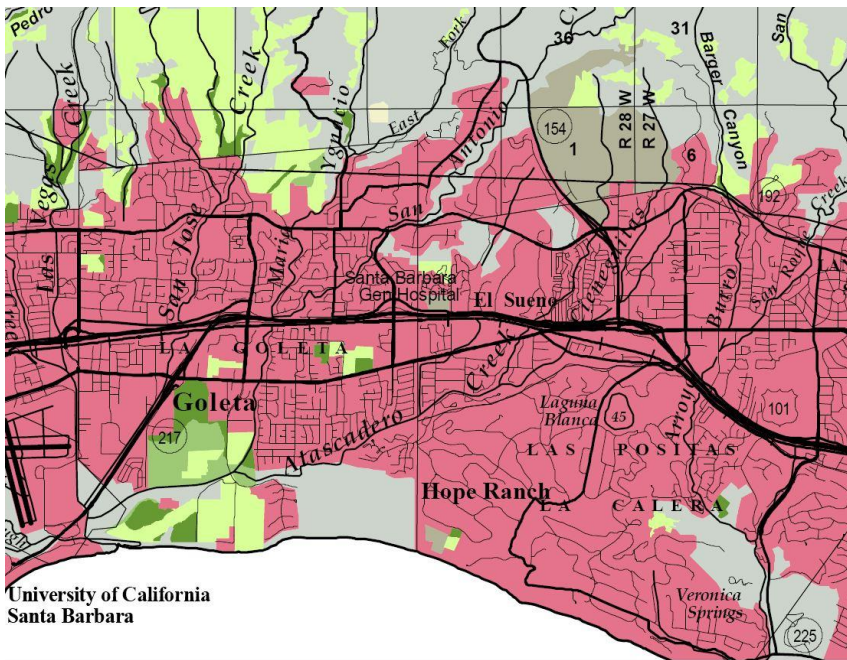 Pedro
Creek
Creek
Ygnacio
East
Fork
36
31
Barger
Canyon
San
154
1
R 28 W
R 27 W
6
192
Creek
Antonio
San
Vegas
Las
San Jose
Maria
Cieneguitas
San Roque
Burro
Santa Barbara
Gen Hospital
El Sueno
LA GOLETA
Creek
Goleta
Atascadero
217
Laguna
Blanca
45
Arroyo
101
LAS POSITAS
Hope Ranch
LA CALERA
University of California
Santa Barbara
Veronica
Springs
225